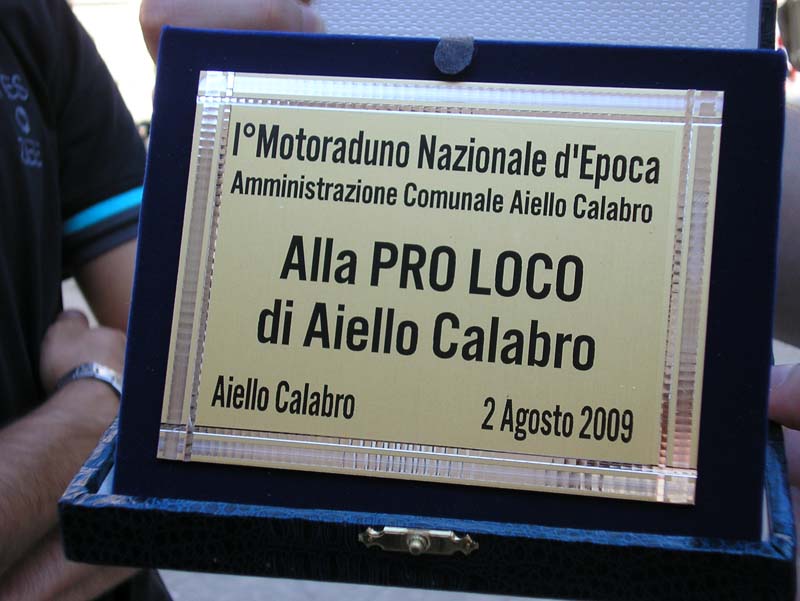 I°Motoraduno Nazionale d'Epoca
Amministrazione Comunale Aiello Calabro
Alla PRO LOCO
di Aiello Calabro
Aiello Calabro 2 Agosto 2009